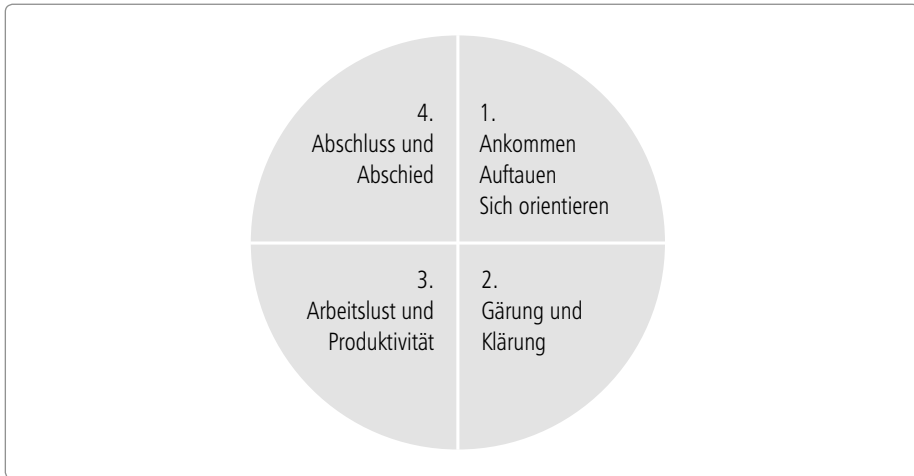 1.
Ankommen
Auftauen
Sich orientieren
2.
Gärung und
Klärung
3.
Arbeitslust und
Produktivität
4.
Abschluss und
Abschied